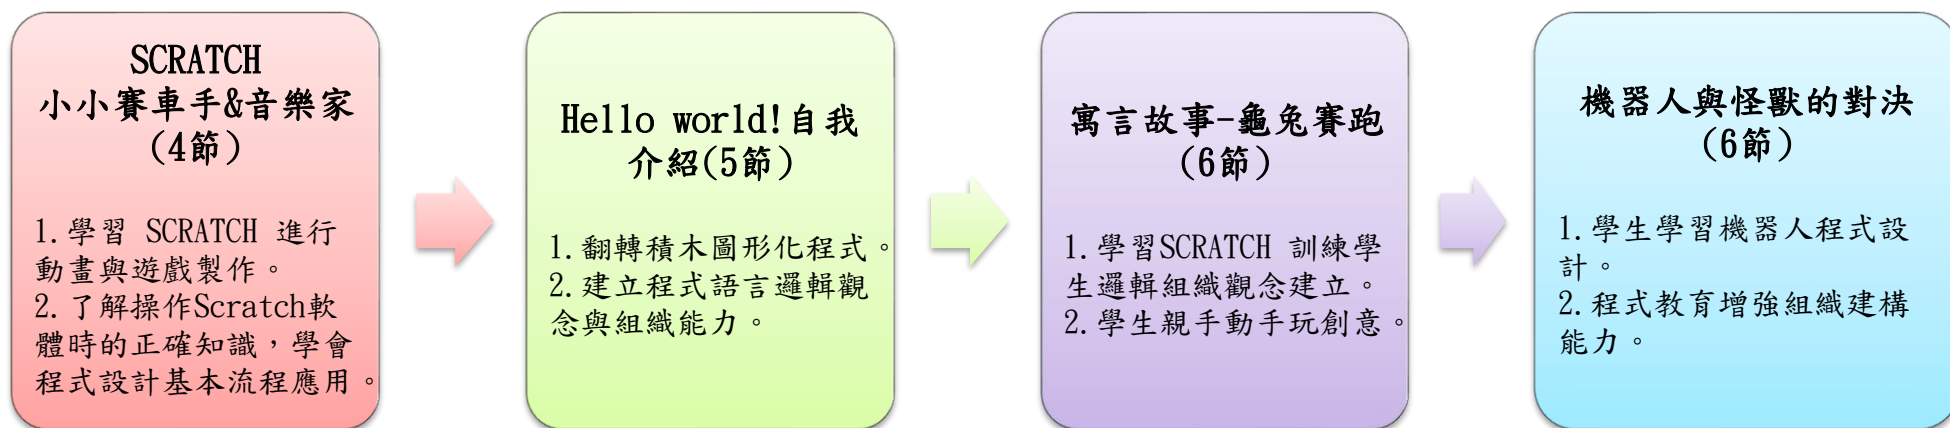 SCRATCH
小小賽車手&音樂家
(4節)
1.學習 SCRATCH 進行
動畫與遊戲製作。
2.了解操作Scratch軟
體時的正確知識，學會
程式設計基本流程應用。
Hello world!自我
介紹(5節)
1.翻轉積木圖形化程式。
2.建立程式語言邏輯觀
念與組織能力。
寓言故事-龜兔賽跑
(6節)
1.學習SCRATCH 訓練學
生邏輯組織觀念建立。
2.學生親手動手玩創意。
機器人與怪獸的對決
(6節)
1.學生學習機器人程式設
計。
2.程式教育增強組織建構
能力。